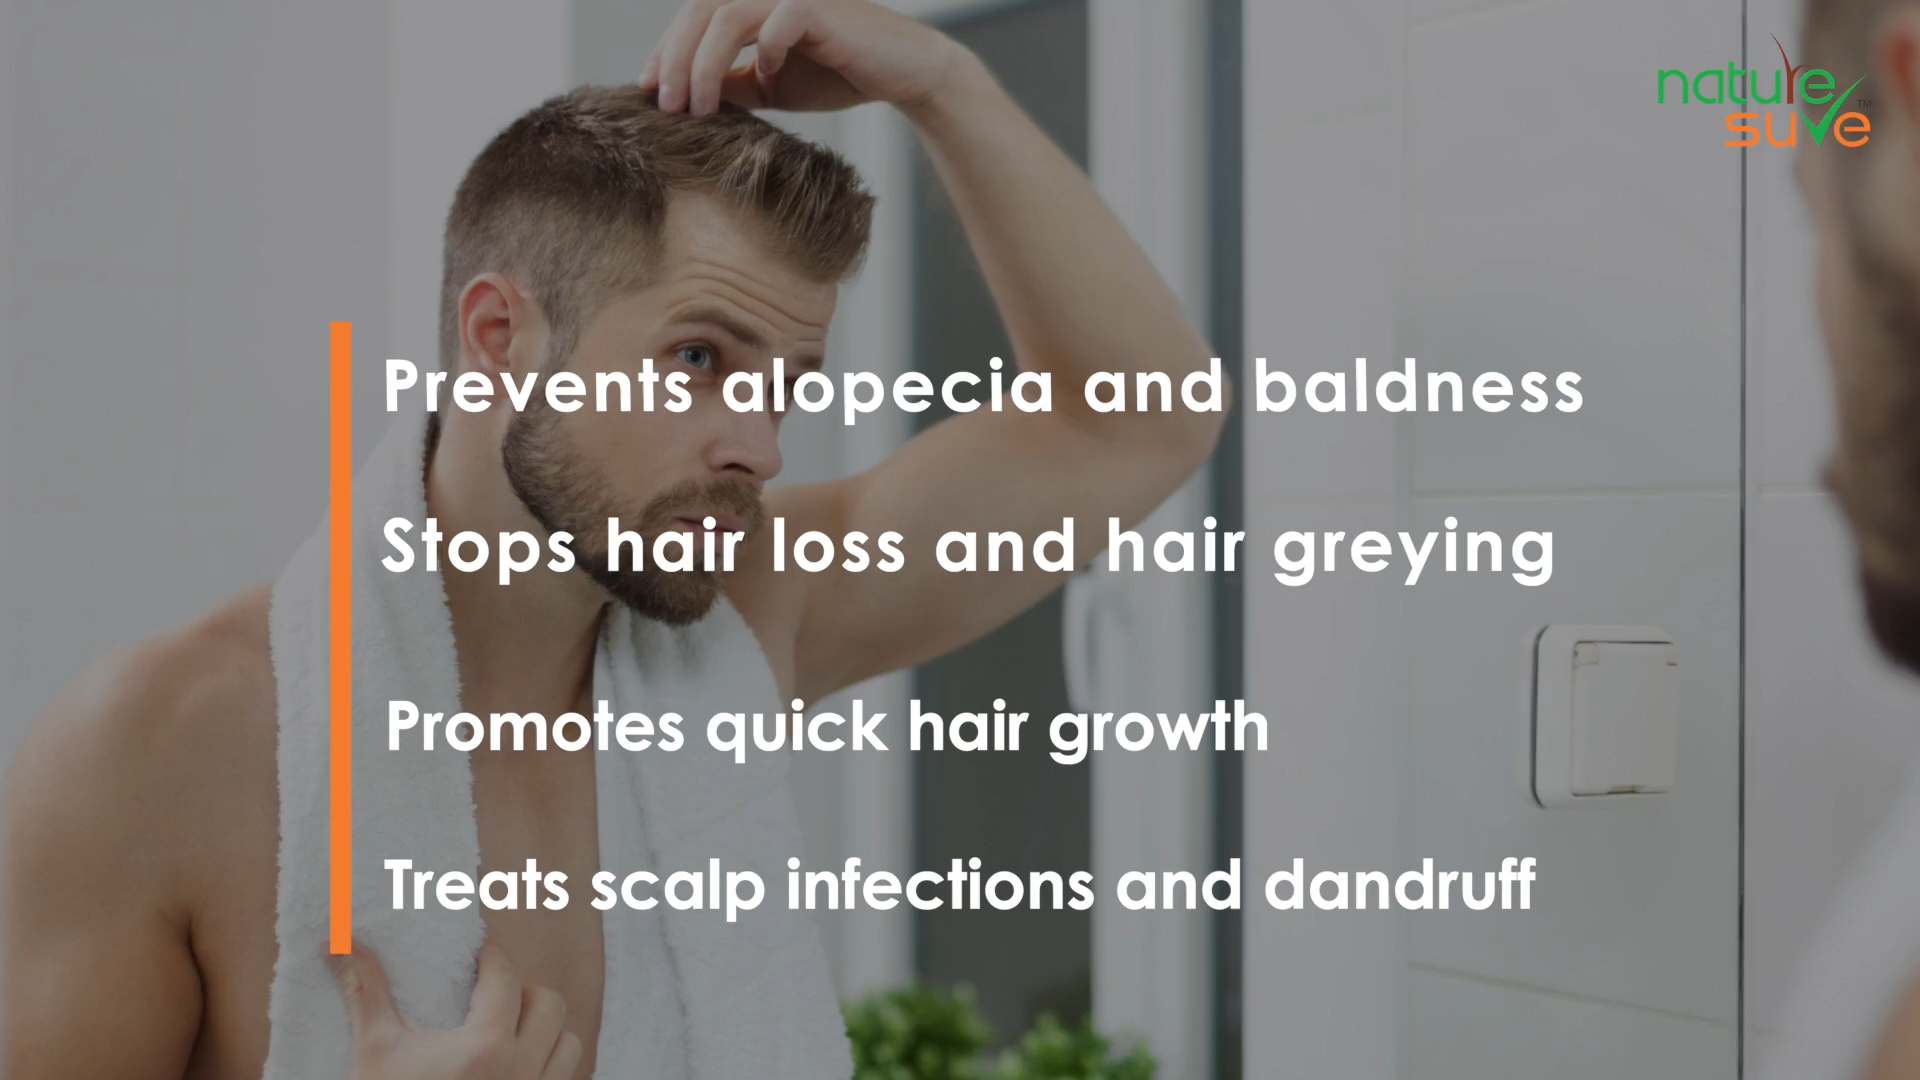 nature
sure™
Prevents alopecia and baldness
Stops hair loss and hair greying
Promotes quick hair growth
Treats scalp infections and dandruff